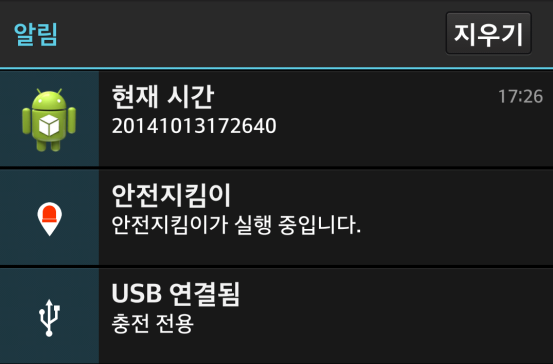 알림
지우기
현재 시간
17:26
20141013172640
안전지킴이
안전지킴이가 실행 중입니다.
USB 연결됨
충전 전용